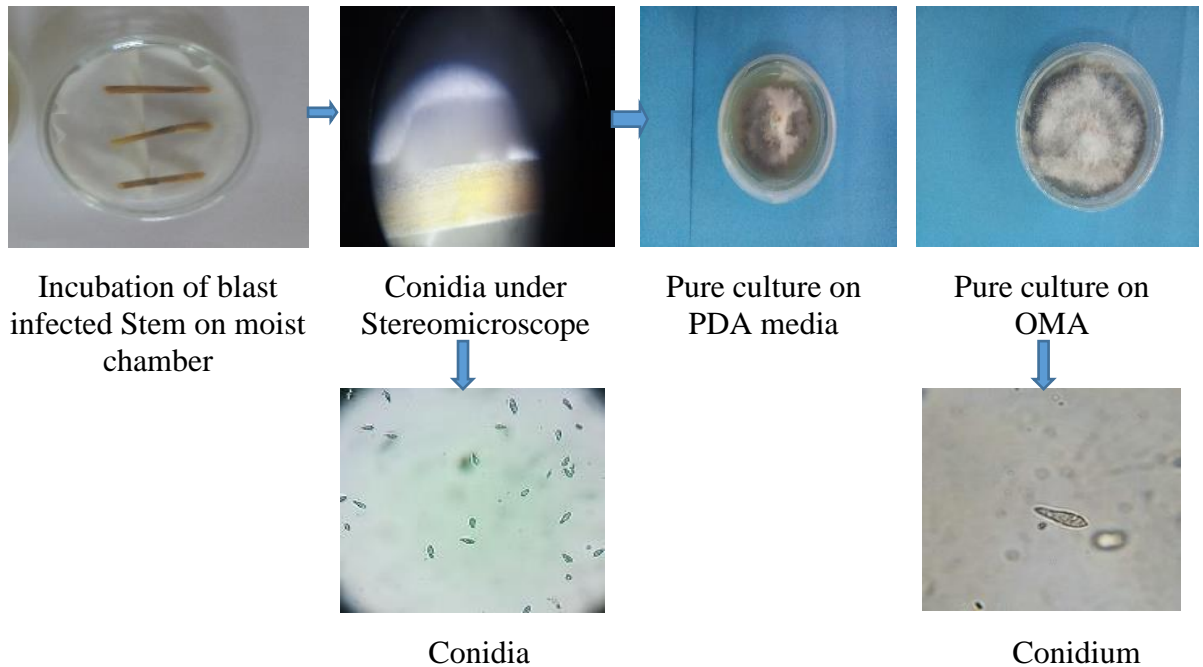 Incubation of blast
infected Stem on moist
chamber
Conidia under
Stereomicroscope
Pure culture on
PDA media
Pure culture on
OMA
Conidia
Conidium